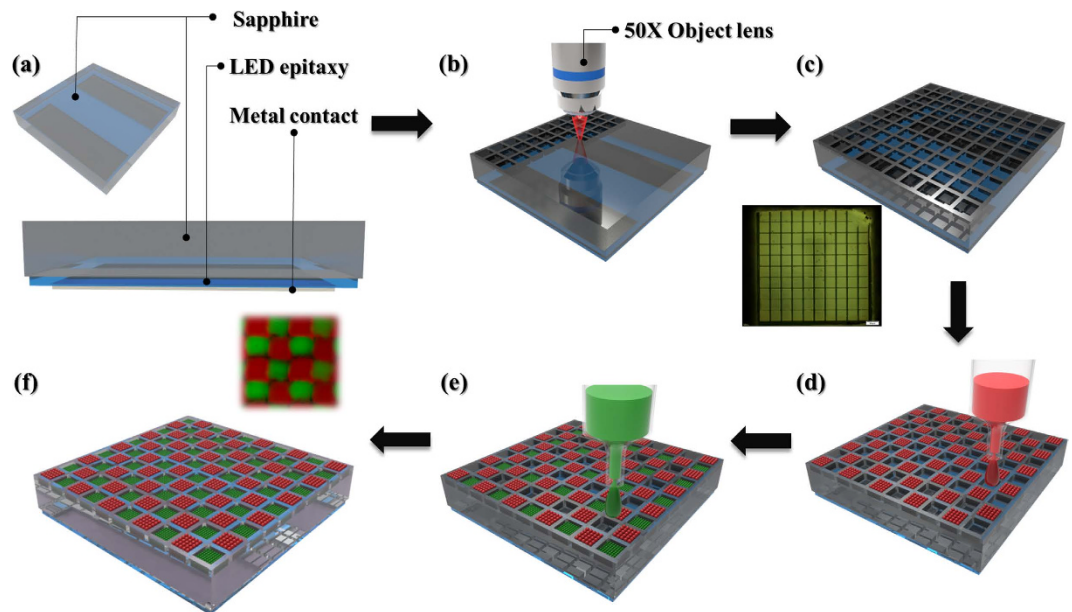 Sapphire
50X Object lens
(a)
LED epitaxy
(b)
(c)
Metal contact
(f)
(e)
(d)